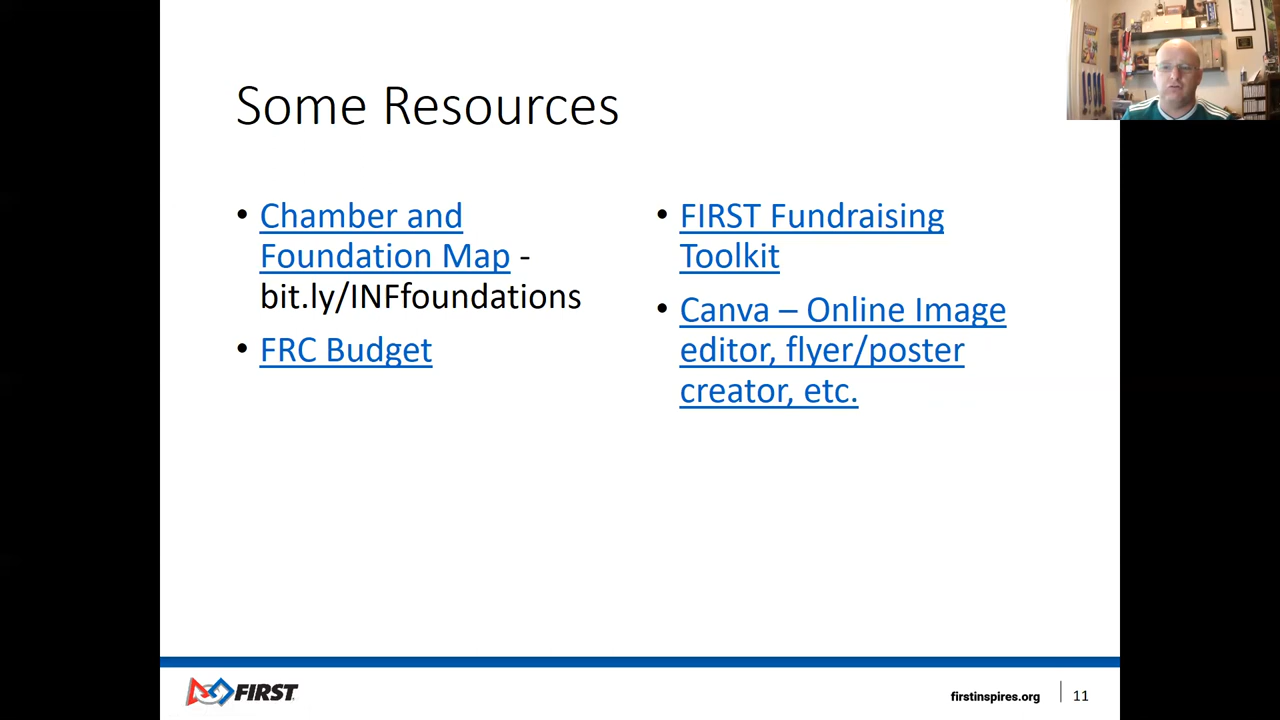 Some Resources
• Chamber and
Foundation Map -
bit.ly/INFfoundations
• FRC Budget
• FIRST Fundraising
Toolkit
• Canva – Online Image
editor, flyer/poster
creator, etc.
FIRST
firstinspires.org
11